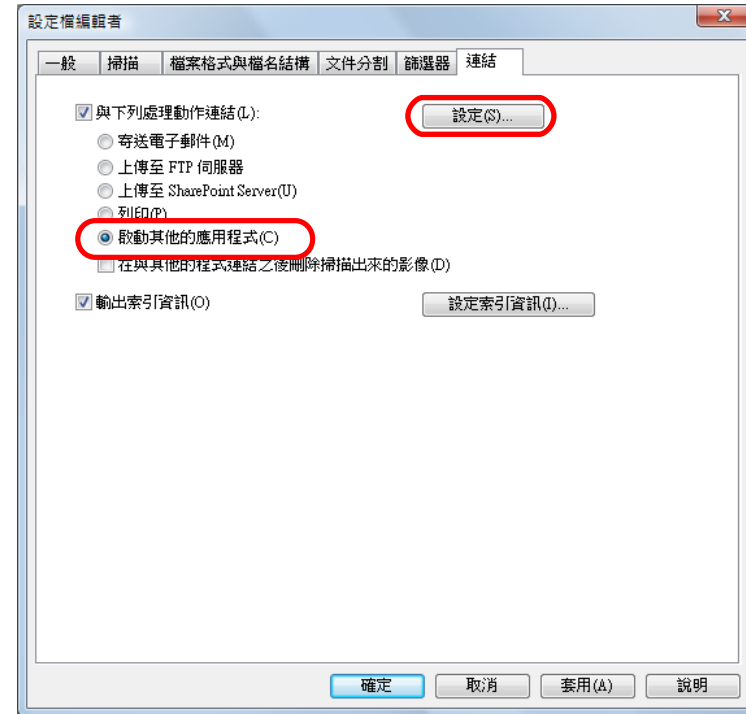 設定檔編輯者
一般 掃描 檔案格式與檔名結構 文件分割 篩選器 連結
與下列處理動作連結(L): 設定(S)...
寄送電子郵件(M)
上傳至 FTP 伺服器
上傳至 SharePoint Server(U)
列印(P)
啟動其他的應用程式(C)
在與其他的程式連結之後刪除掃描出來的影像(D)
輸出索引資訊(O) 設定索引資訊(I)...
確定 取消 套用(A) 說明